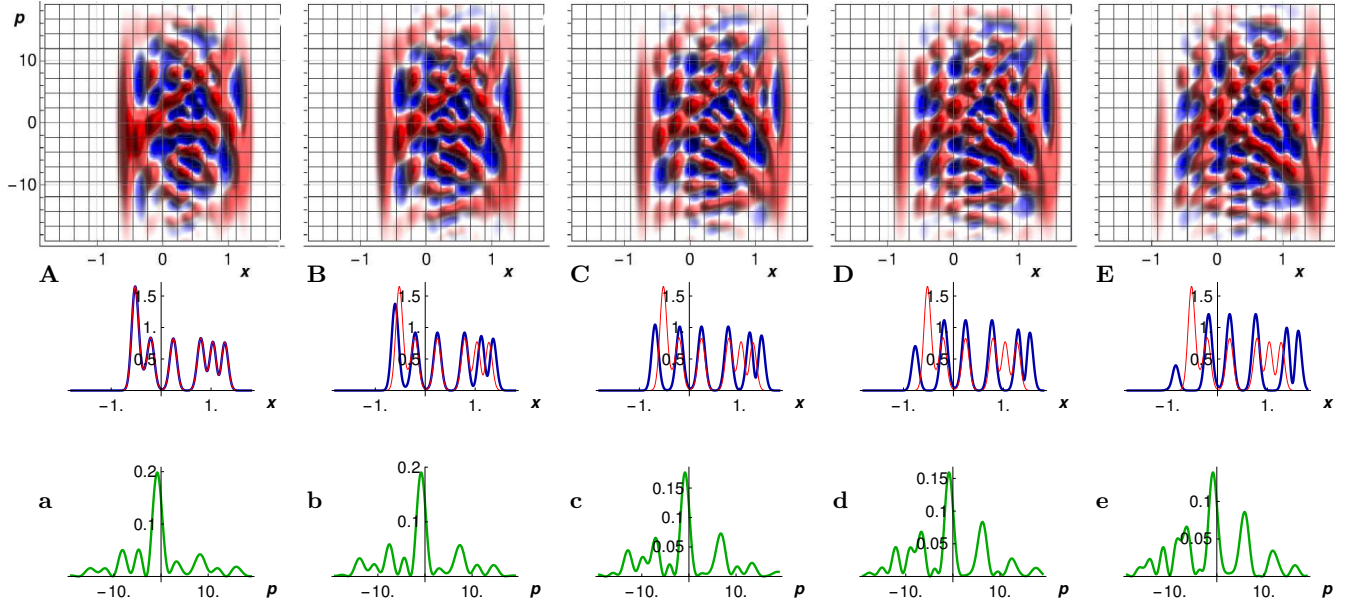 p
10
0
−10
−1 0 1 x −1 0 1 x −1 0 1 x −1 0 1 x −1 0 1 x
A B C D E
1.5 1.5 1.5 1.5 1.5
1. 1. 1. 1. 1.
0.5 0.5 0.5 0.5 0.5
−1. 1. x −1. 1. x −1. 1. x −1. 1. x −1. 1. x
a b c d e
0.2 0.2 0.15 0.15 0.1
0.1 0.1 0.1 0.1 0.05
0.05 0.05
−10. 10. p −10. 10. p −10. 10. p −10. 10. p −10. 10. p